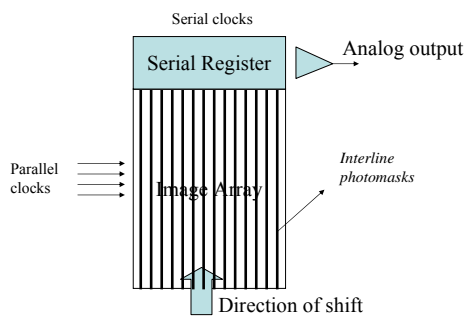 Serial clocks
Serial Register
Analog output
Parallel
clocks
Image Array
Interline
photomasks
Direction of shift